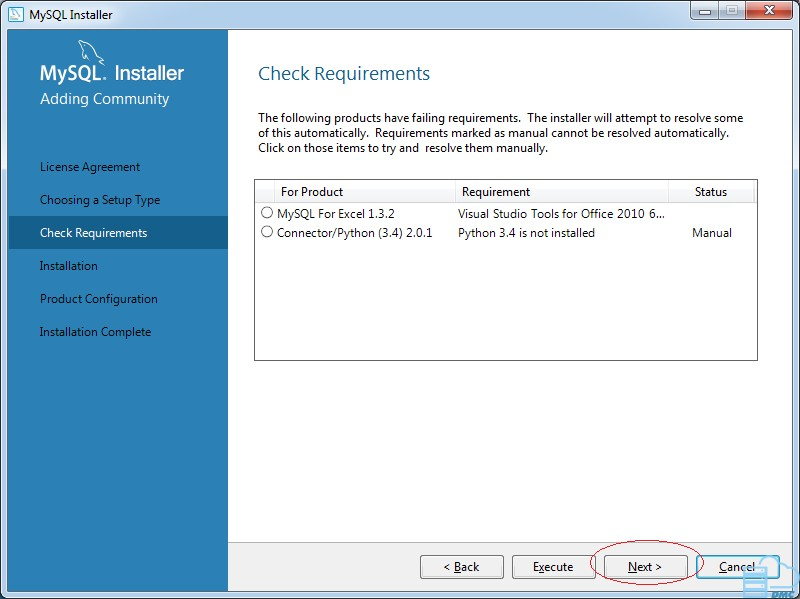 MySQL Installer
MySQL. Installer
Adding Community
License Agreement
Choosing a Setup Type
Check Requirements
Installation
Product Configuration
Installation Complete
Check Requirements
The following products have failing requirements. The installer will attempt to resolve some
of this automatically. Requirements marked as manual cannot be resolved automatically.
Click on those items to try and resolve them manually.
For Product Requirement Status
MySQL For Excel 1.3.2 Visual Studio Tools for Office 2010 6...
Connector/Python (3.4) 2.0.1 Python 3.4 is not installed Manual
< Back Execute Next > Cancel
DMC